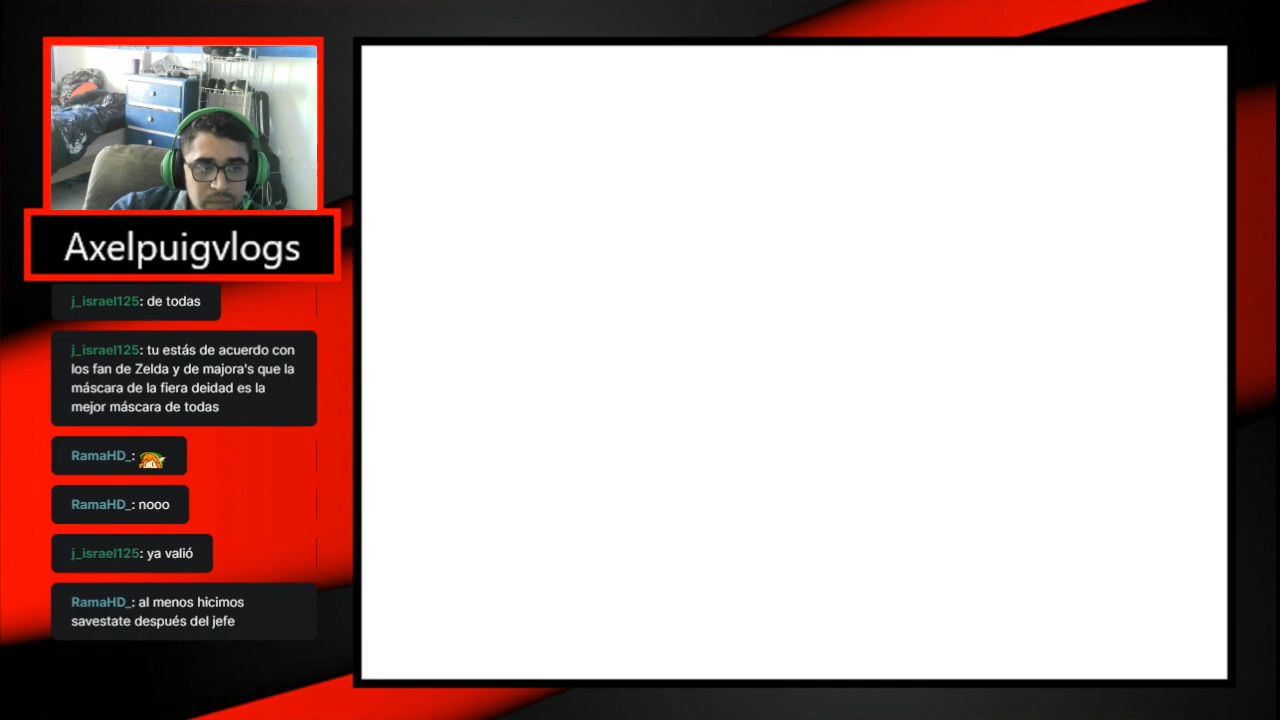 Axelpuigvlogs
j_israel125: de todas
j_israel125: tu estás de acuerdo con
los fan de Zelda y de majora's que la
máscara de la fiera deidad es la
mejor máscara de todas
RamaHD_:
RamaHD_: nooo
j_israel125: ya valió
RamaHD_: al menos hicimos
savestate después del jefe